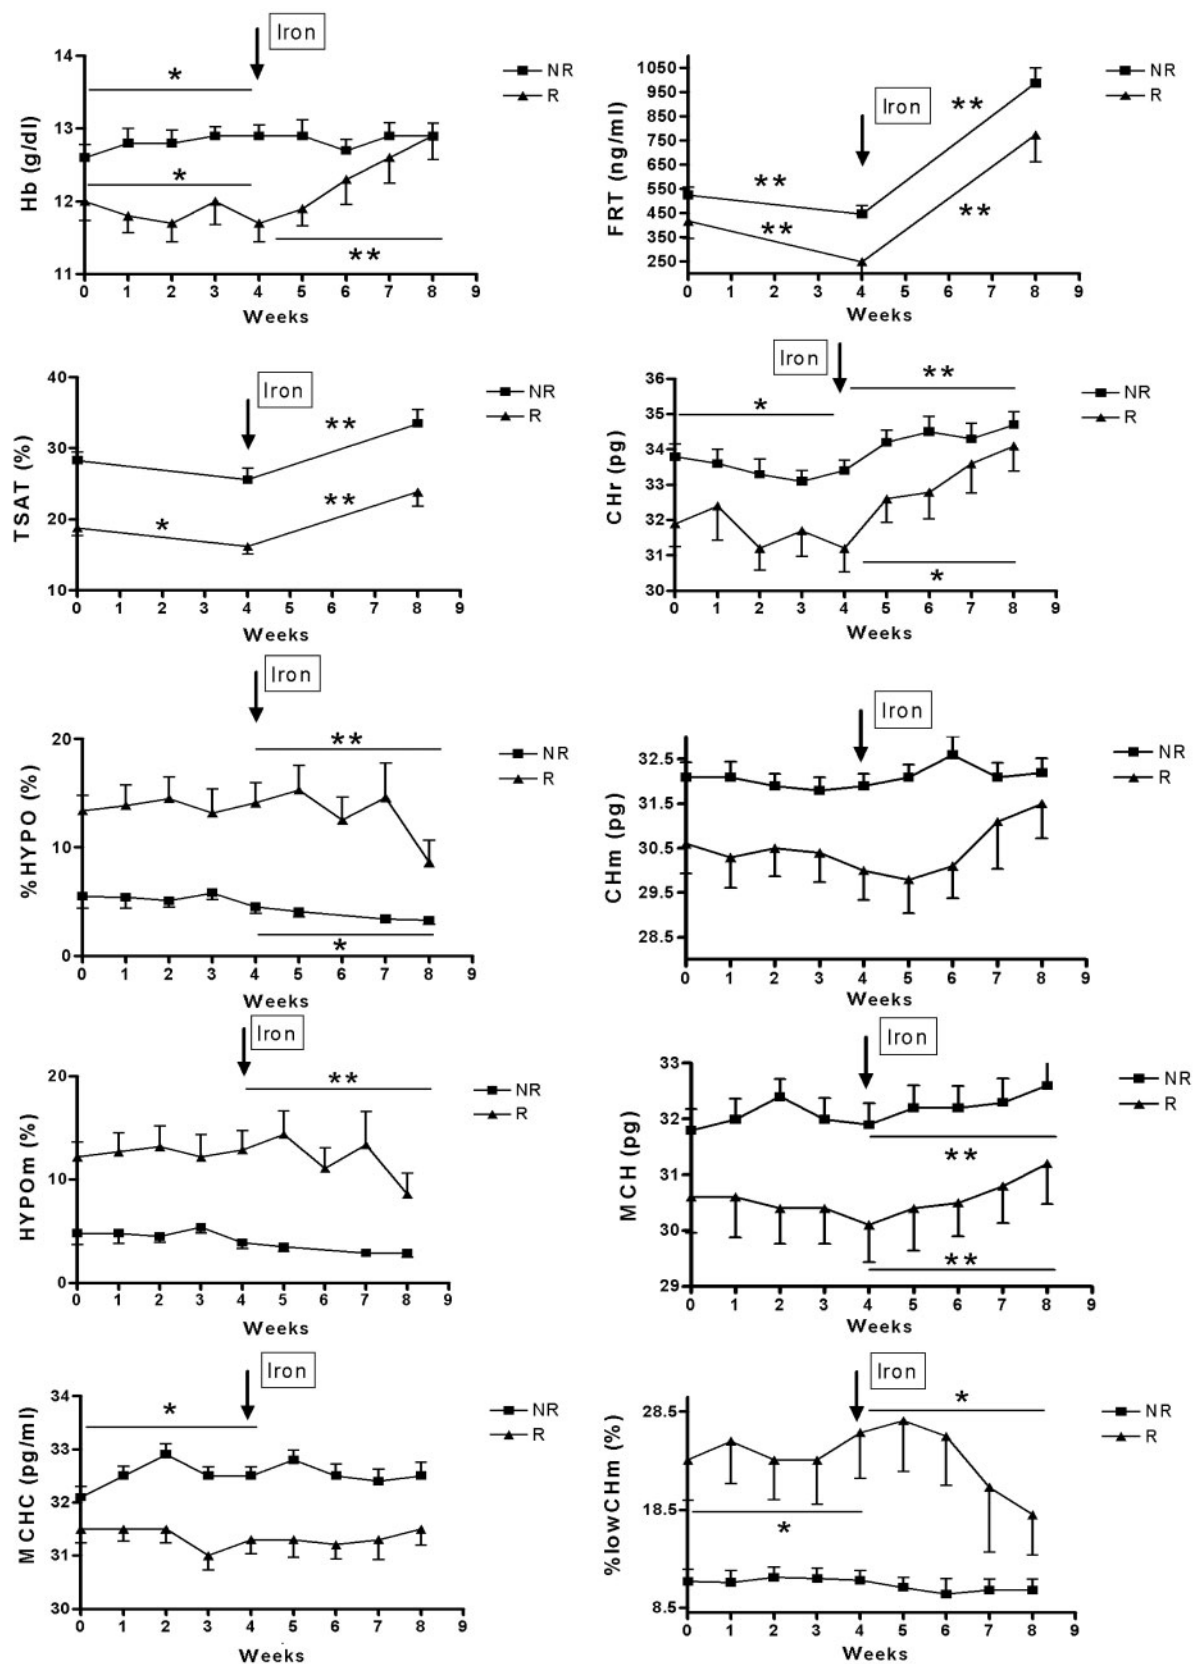 Iron
14
13
12
11
Hb (g/dl)
*
*
**
NR
R
0 1 2 3 4 5 6 7 8 9
Weeks
Iron
1050
950
850
750
650
550
450
350
250
FRT (ng/ml)
**
**
**
**
NR
R
0 1 2 3 4 5 6 7 8 9
Weeks
Iron
40
30
20
10
TSAT (%)
**
**
*
NR
R
0 1 2 3 4 5 6 7 8 9
Weeks
Iron
36
35
34
33
32
31
30
CHr (pg)
*
**
*
NR
R
0 1 2 3 4 5 6 7 8 9
Weeks
Iron
20
10
0
%HYPO (%)
**
*
NR
R
0 1 2 3 4 5 6 7 8 9
Weeks
Iron
32.5
31.5
30.5
29.5
28.5
CHm (pg)
NR
R
0 1 2 3 4 5 6 7 8 9
Weeks
Iron
20
10
0
HYPOm (%)
**
NR
R
0 1 2 3 4 5 6 7 8 9
Weeks
Iron
33
32
31
30
29
MCH (pg)
**
**
NR
R
0 1 2 3 4 5 6 7 8 9
Weeks
Iron
34
33
32
31
30
MCHC (pg/ml)
*
NR
R
0 1 2 3 4 5 6 7 8 9
Weeks
Iron
28.5
18.5
8.5
%lowCHm (%)
*
*
NR
R
0 1 2 3 4 5 6 7 8 9
Weeks